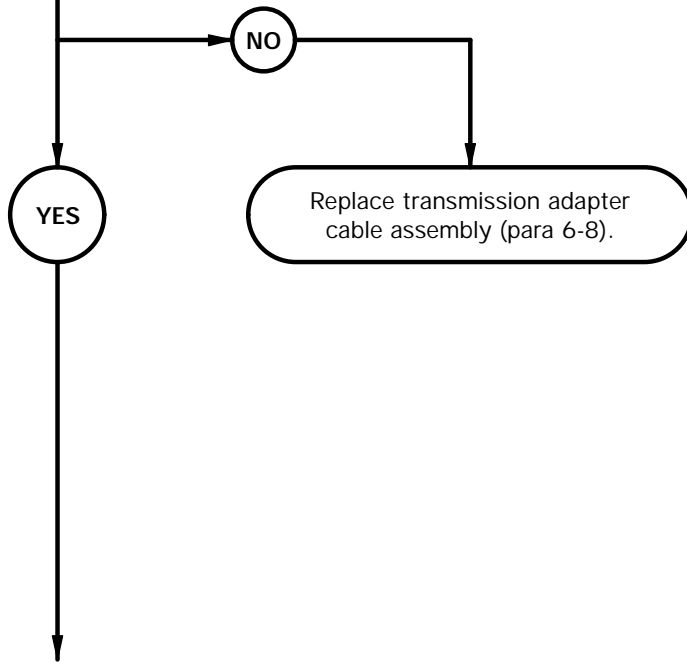 NO
YES
Replace transmission adapter
cable assembly (para 6-8).